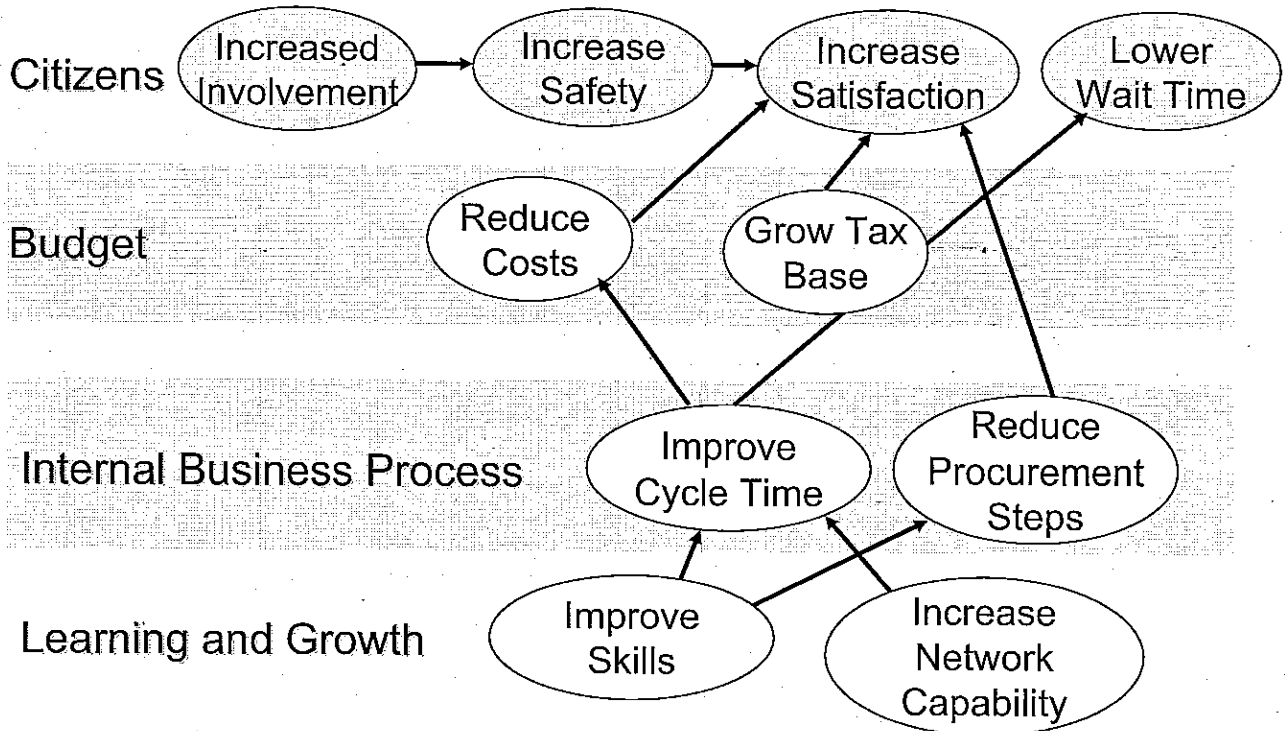 Citizens
Increased
Involvement
Increase
Safety
Increase
Satisfaction
Lower
Wait Time
Budget
Reduce
Costs
Grow Tax
Base
Internal Business Process
Improve
Cycle Time
Reduce
Procurement
Steps
Learning and Growth
Improve
Skills
Increase
Network
Capability